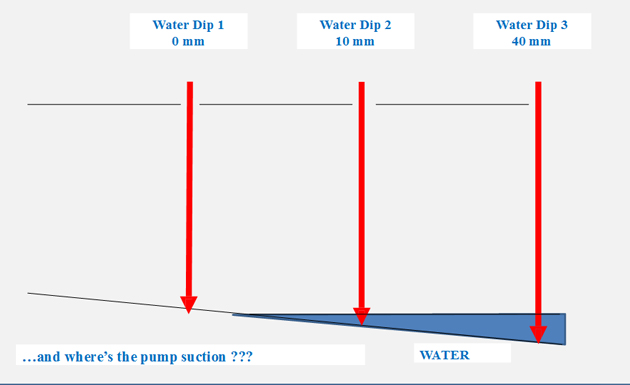 Water Dip 1
0 mm
Water Dip 2
10 mm
Water Dip 3
40 mm
…and where’s the pump suction ???
WATER